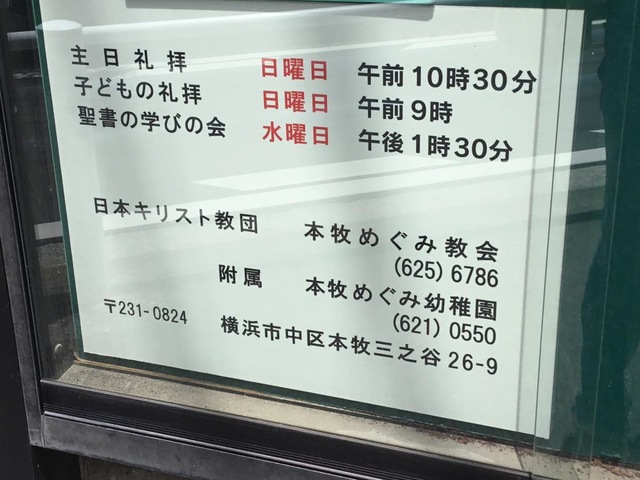 主日礼拝 日曜日 午前10時30分
子どもの礼拝 日曜日 午前9時
聖書の学びの会 水曜日 午後1時30分
日本キリスト教団 本牧めぐみ教会
(625)6786
附属 本牧めぐみ幼稚園
(621)0550
〒231-0824 横浜市中区本牧三之谷26-9